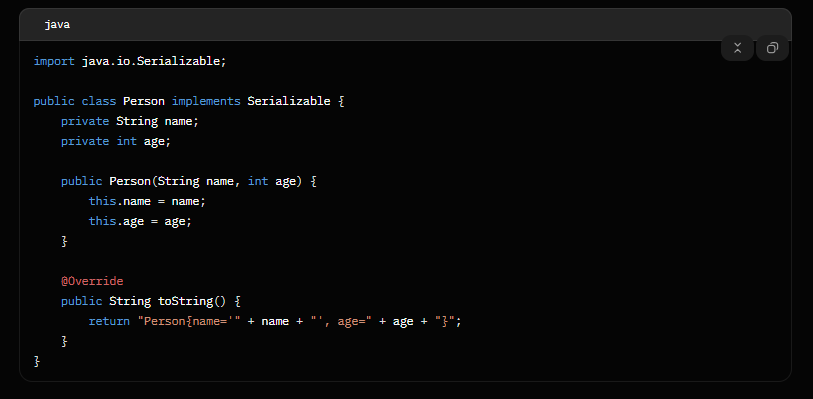 java
import java.io.Serializable;
public class Person implements Serializable {
    private String name;
    private int age;
    public Person(String name, int age) {
        this.name = name;
        this.age = age;
    }
    @Override
    public String toString() {
        return "Person{name='" + name + "', age=" + age + "}";
    }
}